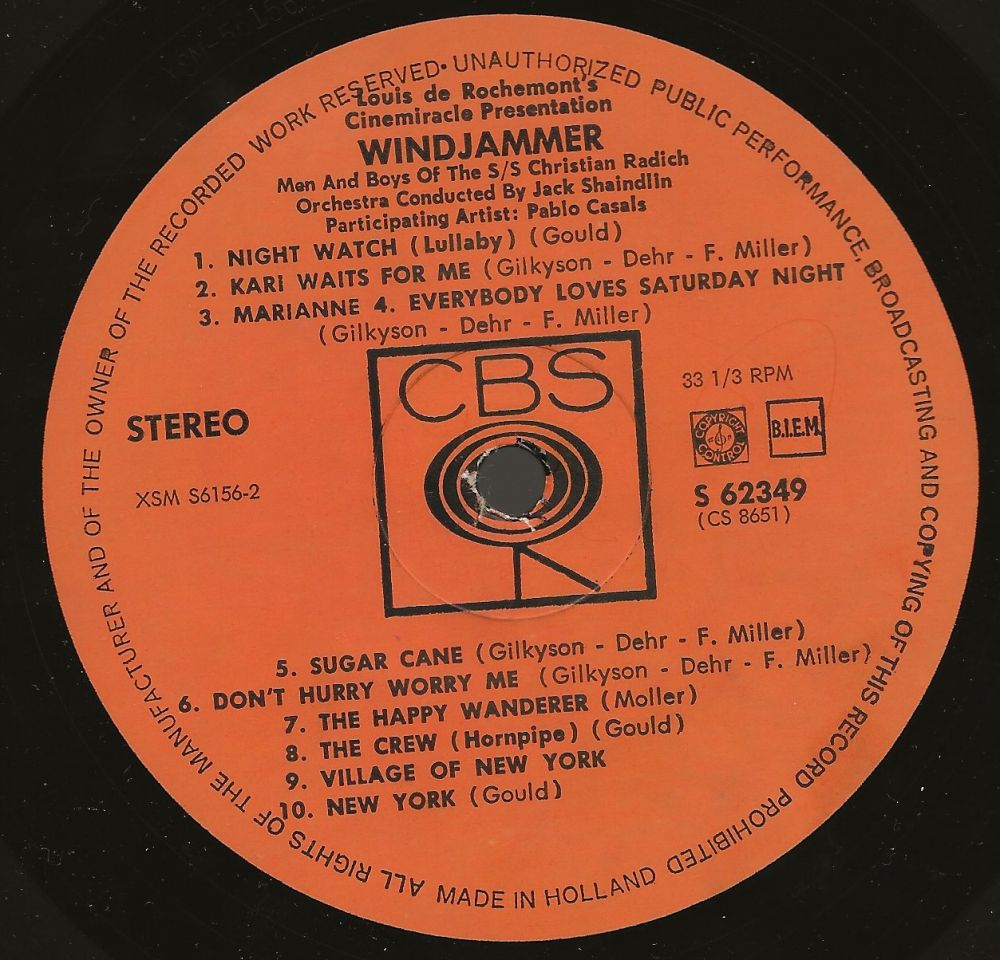 ALL RIGHTS OF THE MANUFACTURER AND OF THE OWNER OF THE RECORDED WORK RESERVED • UNAUTHORIZED PUBLIC PERFORMANCE, BROADCASTING AND COPYING OF THIS RECORD PROHIBITED
Louis de Rochemont's
Cinemiracle Presentation
WINDJAMMER
Men And Boys Of The S/S Christian Radich
Orchestra Conducted By Jack Shaindlin
Participating Artist: Pablo Casals
1. NIGHT WATCH (Lullaby) (Gould)
2. KARI WAITS FOR ME (Gilkyson - Dehr - F. Miller)
3. MARIANNE 4. EVERYBODY LOVES SATURDAY NIGHT
(Gilkyson - Dehr - F. Miller)
CBS
33 1/3 RPM
STEREO
COPYRIGHT CONTROL
B.I.E.M.
XSM S6156-2
S 62349
(CS 8651)
5. SUGAR CANE (Gilkyson - Dehr - F. Miller)
6. DON'T HURRY WORRY ME (Gilkyson - Dehr - F. Miller)
7. THE HAPPY WANDERER (Moller)
8. THE CREW (Hornpipe) (Gould)
9. VILLAGE OF NEW YORK
10. NEW YORK (Gould)
MADE IN HOLLAND